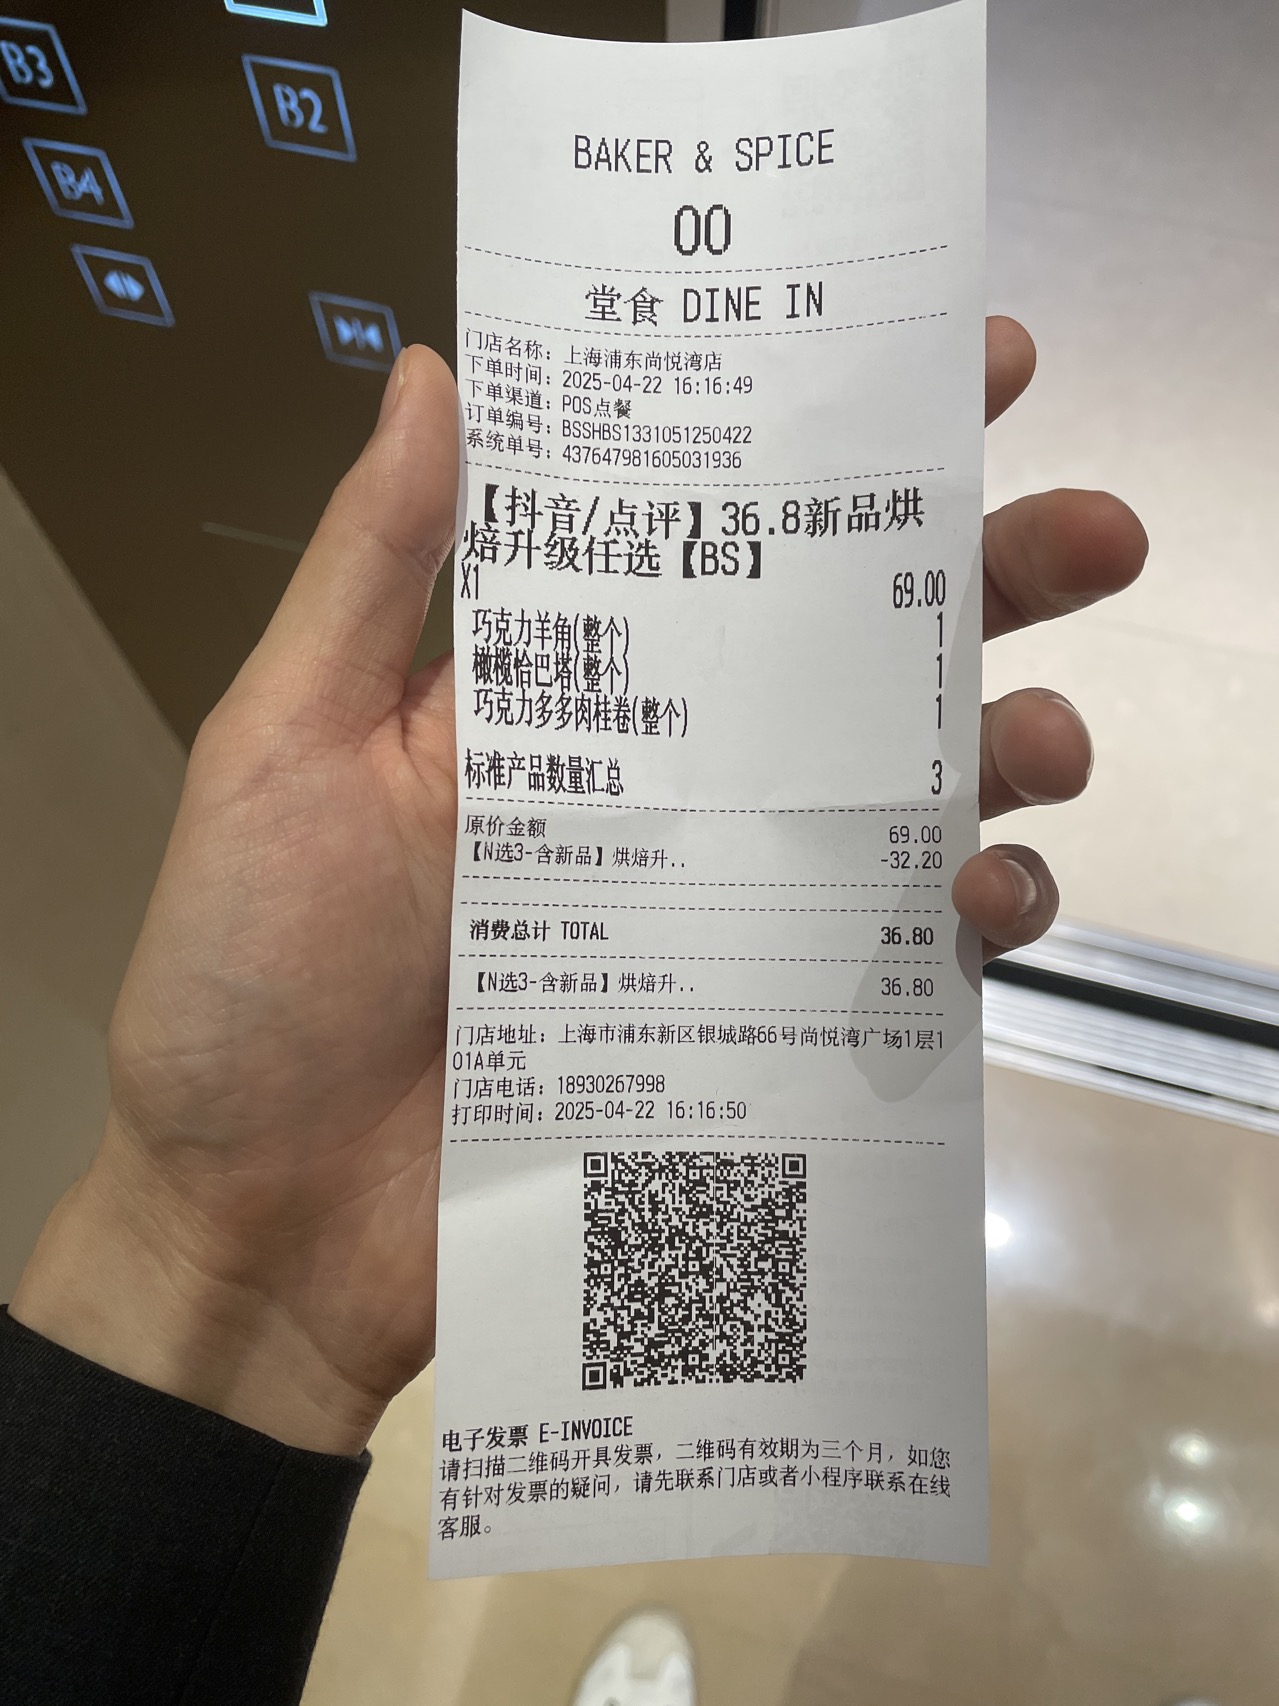 B3
B2
B4
BAKER & SPICE
00
堂食 DINE IN
门店名称：上海浦东尚悦湾店
下单时间：2025-04-22 16:16:49
下单渠道：POS点餐
订单编号：BSSHBS1331051250422
系统单号：437647981605031936
【抖音/点评】36.8新品烘
焙升级任选【BS】
X1 69.00
巧克力羊角(整个) 1
橄榄恰巴塔(整个) 1
巧克力多多肉桂卷(整个) 1
标准产品数量汇总 3
原价金额 69.00
【N选3-含新品】烘焙升.. -32.20
消费总计 TOTAL 36.80
【N选3-含新品】烘焙升.. 36.80
门店地址：上海市浦东新区银城路66号尚悦湾广场1层1
01A单元
门店电话：18930267998
打印时间：2025-04-22 16:16:50
电子发票 E-INVOICE
请扫描二维码开具发票，二维码有效期为三个月，如您
有针对发票的疑问，请先联系门店或者小程序联系在线
客服。